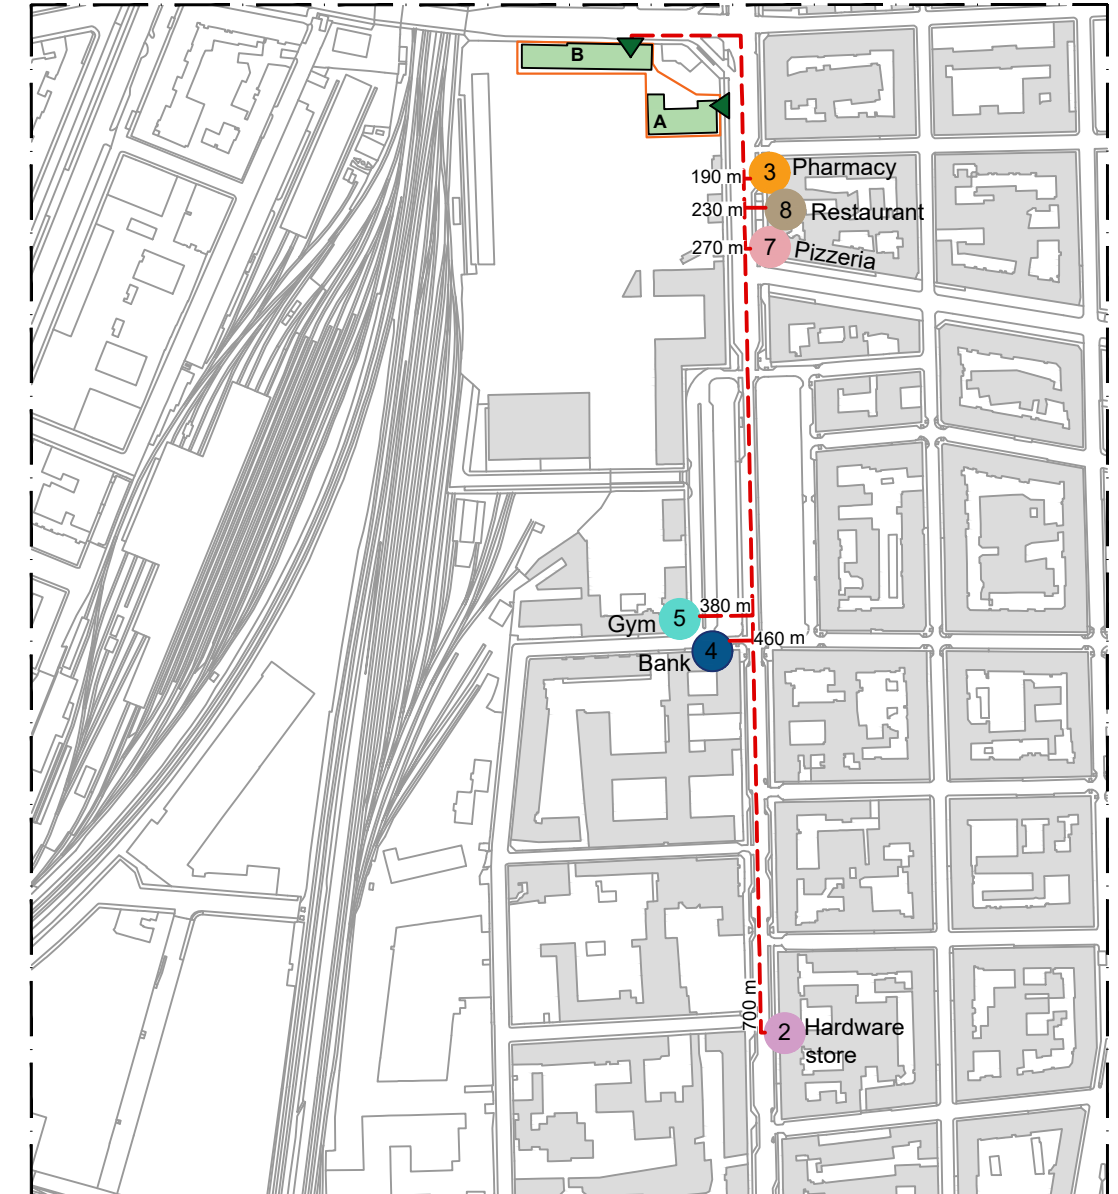 B
A
3 Pharmacy
190 m
8 Restaurant
230 m
7 Pizzeria
270 m
380 m
Gym 5
460 m
Bank 4
700 m
2 Hardware
store